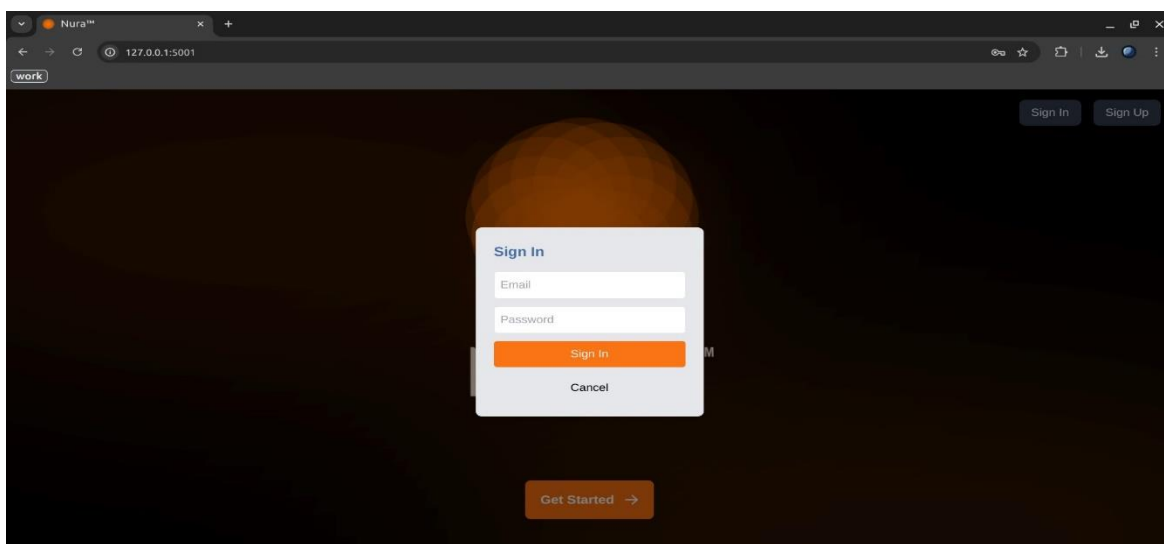 Nura™
127.0.0.1:5001
work
Sign In Sign Up
Sign In
Email
Password
Sign In
M
Cancel
Get Started →